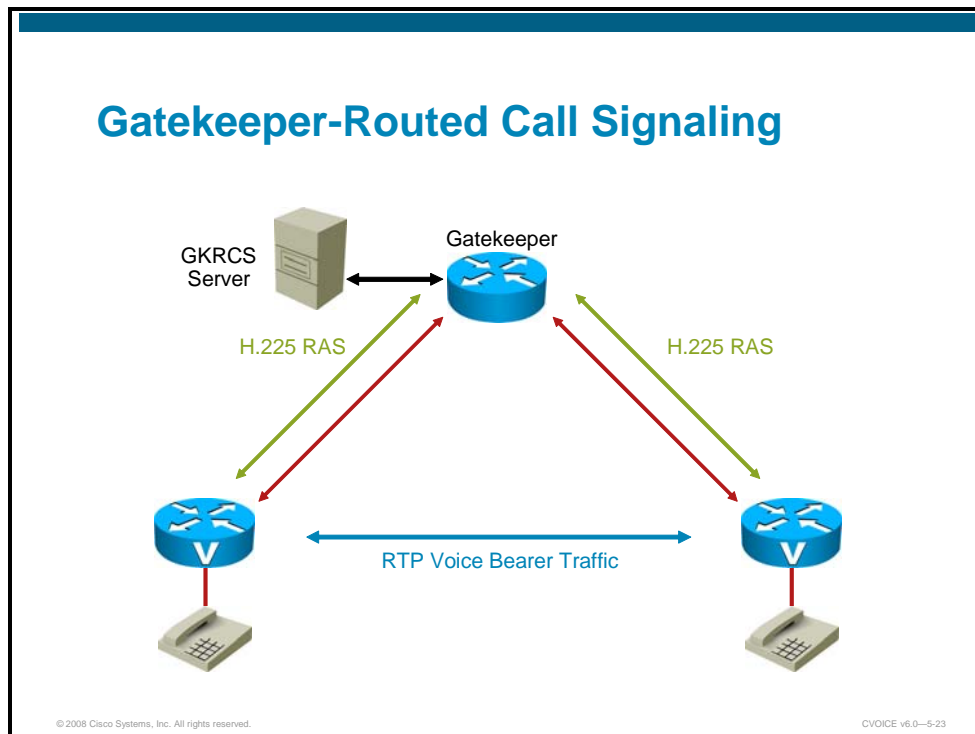 Gatekeeper-Routed Call Signaling
GKRCS
Server
Gatekeeper
H.225 RAS
H.225 RAS
V
V
RTP Voice Bearer Traffic
© 2008 Cisco Systems, Inc. All rights reserved.
CVOICE v6.0—5-23